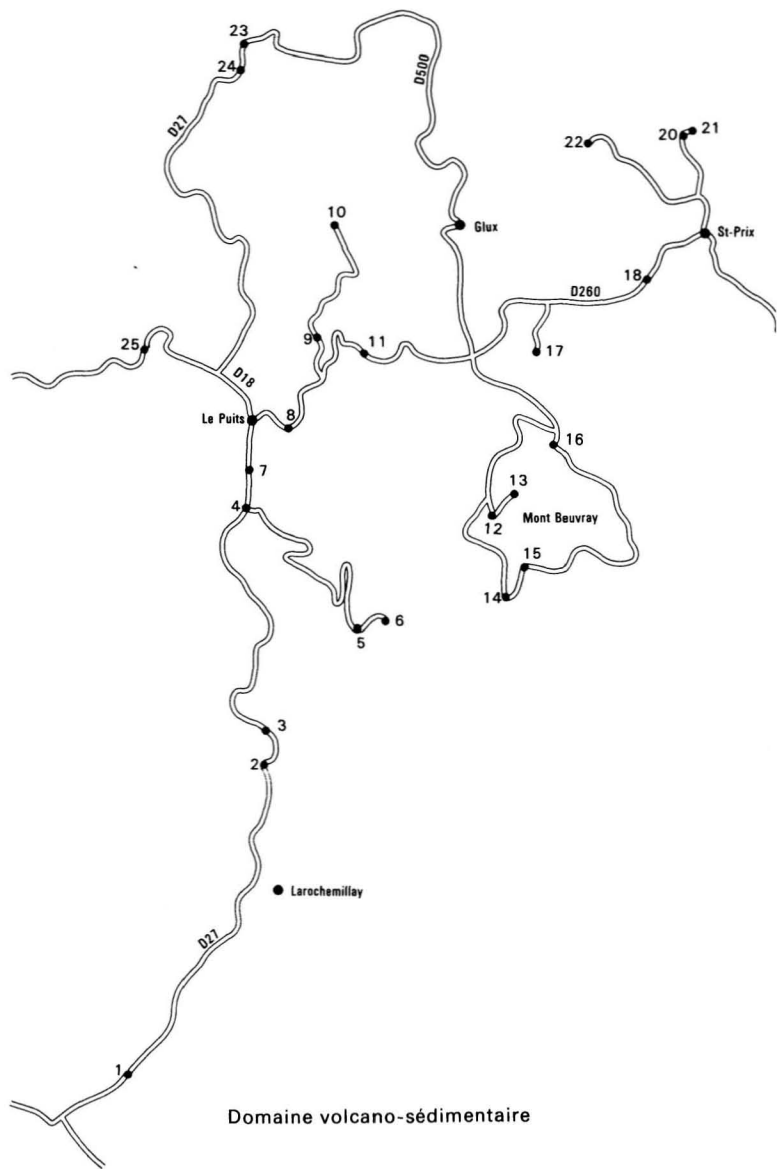 23
24
D27
D500
22
20
21
10
Glux
St-Prix
18
D260
9
11
17
25
D18
Le Puits
8
16
7
13
4
12
Mont Beuvray
15
14
6
5
3
2
Larochemillay
D27
1
Domaine volcano-sédimentaire